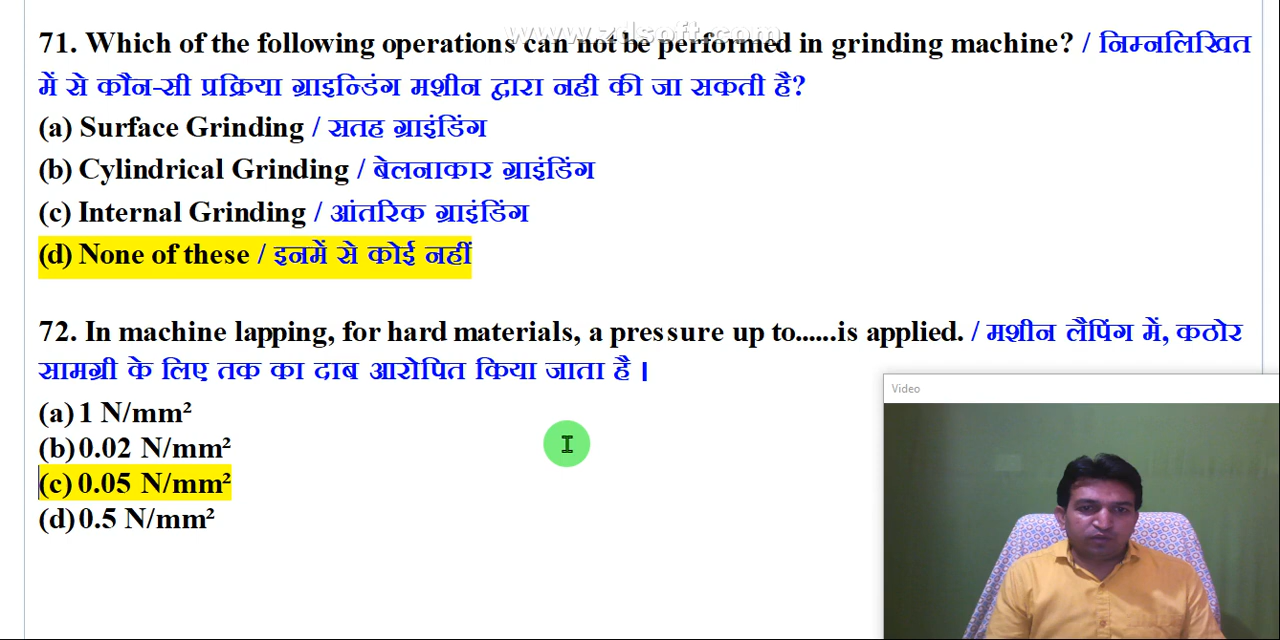 www.zdsoft.com
71. Which of the following operations can not be performed in grinding machine? / निम्नलिखित
में से कौन-सी प्रक्रिया ग्राइन्डिंग मशीन द्वारा नही की जा सकती है?
(a) Surface Grinding / सतह ग्राइंडिंग
(b) Cylindrical Grinding / बेलनाकार ग्राइंडिंग
(c) Internal Grinding / आंतरिक ग्राइंडिंग
(d) None of these / इनमें से कोई नहीं
72. In machine lapping, for hard materials, a pressure up to......is applied. / मशीन लैपिंग में, कठोर
सामग्री के लिए तक का दाब आरोपित किया जाता है ।
(a) 1 N/mm²
(b) 0.02 N/mm²
(c) 0.05 N/mm²
(d) 0.5 N/mm²
Video